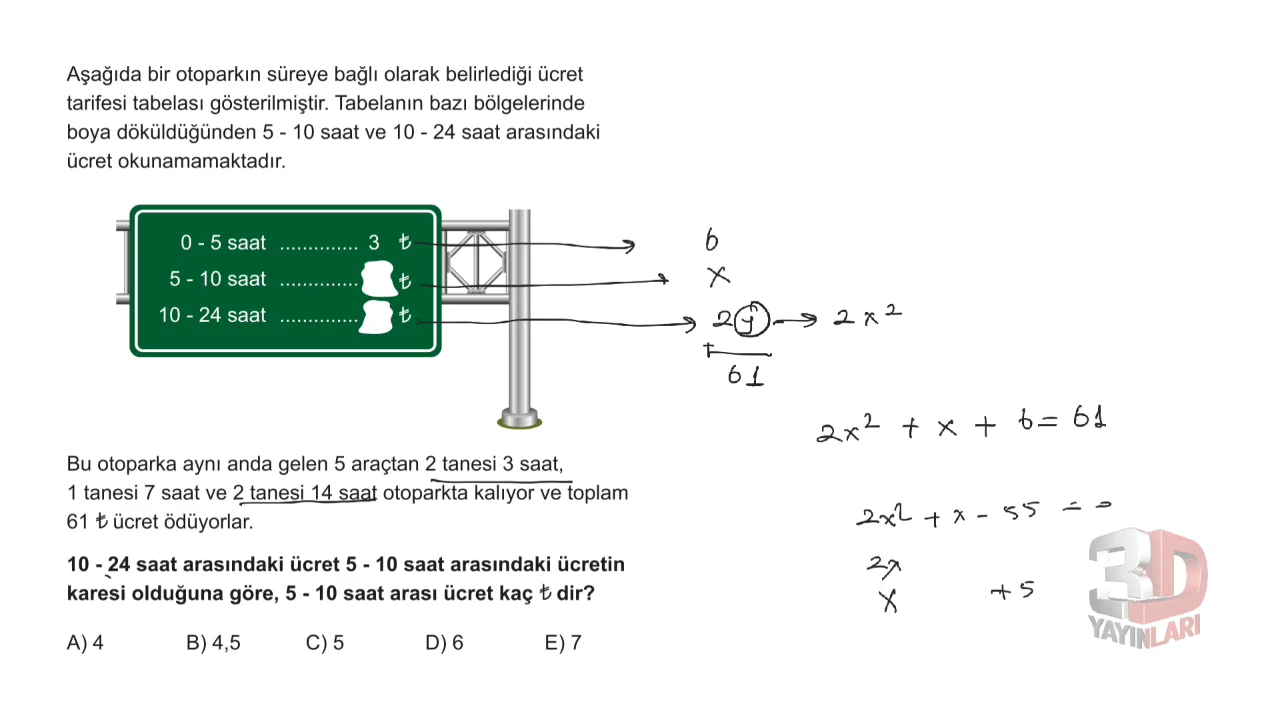 Aşağıda bir otoparkın süreye bağlı olarak belirlediği ücret
tarifesi tabelası gösterilmiştir. Tabelanın bazı bölgelerinde
boya döküldüğünden 5 - 10 saat ve 10 - 24 saat arasındaki
ücret okunamamaktadır.
0 - 5 saat .............. 3 ₺
5 - 10 saat .............. ₺
10 - 24 saat .............. ₺
6
x
2y → 2x²
61
2x² + x + 6 = 61
2x² + x - 55 = 0
2x
x +5
Bu otoparka aynı anda gelen 5 araçtan 2 tanesi 3 saat,
1 tanesi 7 saat ve 2 tanesi 14 saat otoparkta kalıyor ve toplam
61 ₺ ücret ödüyorlar.
10 - 24 saat arasındaki ücret 5 - 10 saat arasındaki ücretin
karesi olduğuna göre, 5 - 10 saat arası ücret kaç ₺ dir?
A) 4 B) 4,5 C) 5 D) 6 E) 7
3D
YAYINLARI